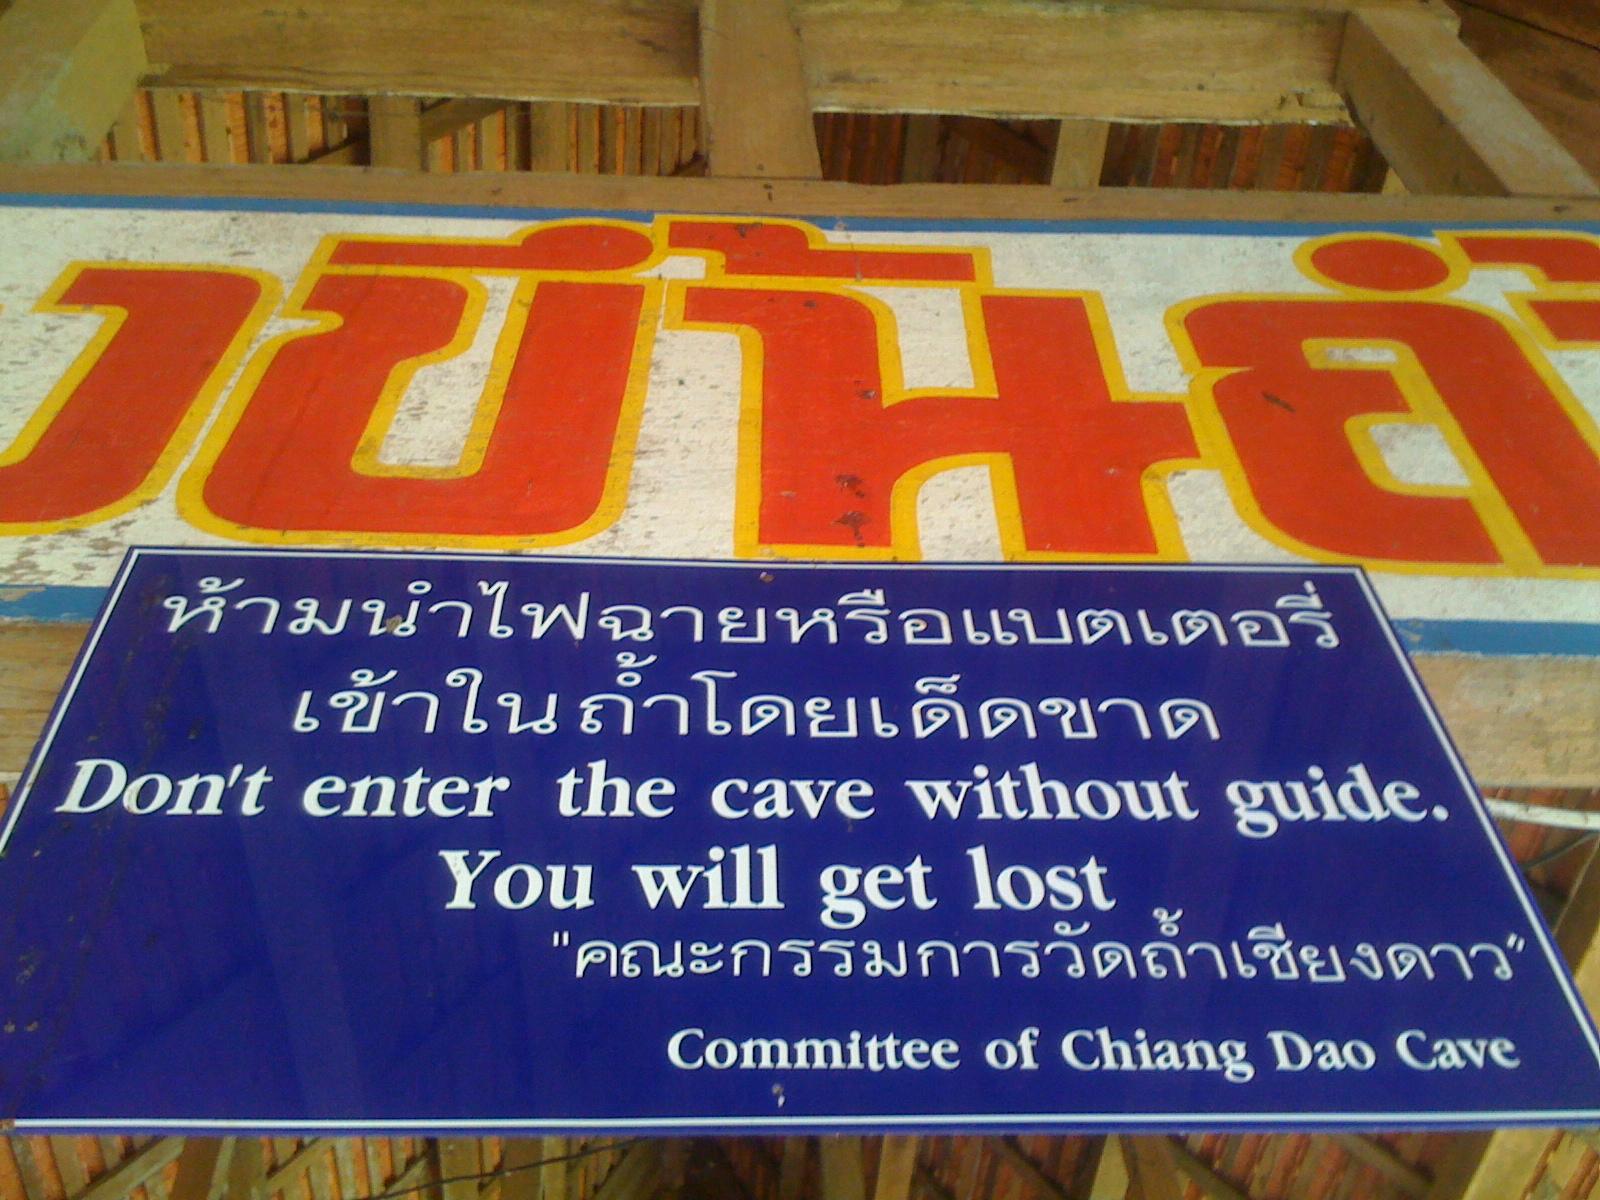 ห้ามนำไฟฉายหรือแบตเตอรี่
เข้าในถ้ำโดยเด็ดขาด
Don't enter the cave without guide.
You will get lost
"คณะกรรมการวัดถ้ำเชียงดาว"
Committee of Chiang Dao Cave